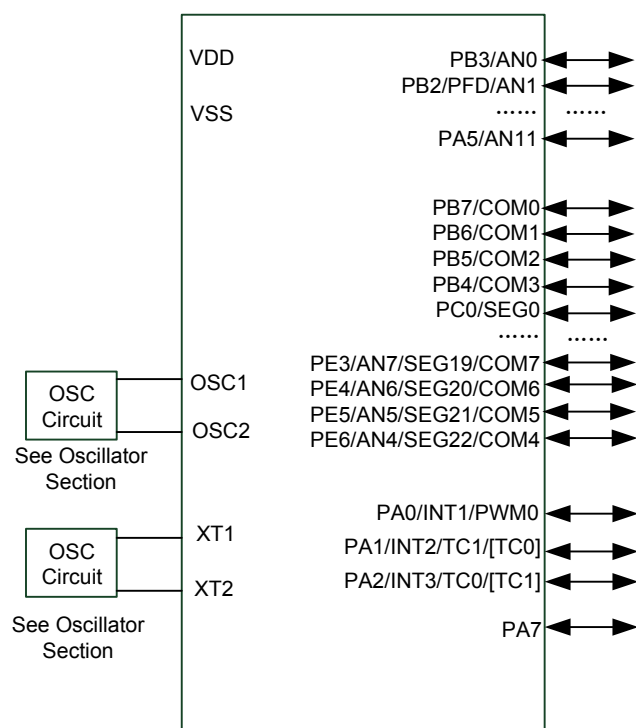 VDD
VSS
OSC1
OSC
Circuit
OSC2
See Oscillator
Section
XT1
OSC
Circuit
XT2
See Oscillator
Section
PB3/AN0
PB2/PFD/AN1
...... ......
PA5/AN11
PB7/COM0
PB6/COM1
PB5/COM2
PB4/COM3
PC0/SEG0
...... ......
PE3/AN7/SEG19/COM7
PE4/AN6/SEG20/COM6
PE5/AN5/SEG21/COM5
PE6/AN4/SEG22/COM4
PA0/INT1/PWM0
PA1/INT2/TC1/[TC0]
PA2/INT3/TC0/[TC1]
PA7